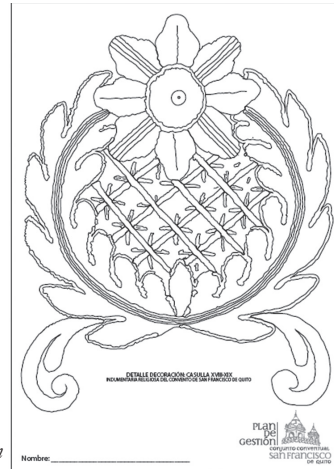 DETALLE DECORACIÓN: CASULLA XVIII-XIX
INDUMENTARIA RELIGIOSA DEL CONVENTO DE SAN FRANCISCO DE QUITO
PLAN
DE
GESTIÓN
CONJUNTO CONVENTUAL
san francisco
DE QUITO
Nombre: